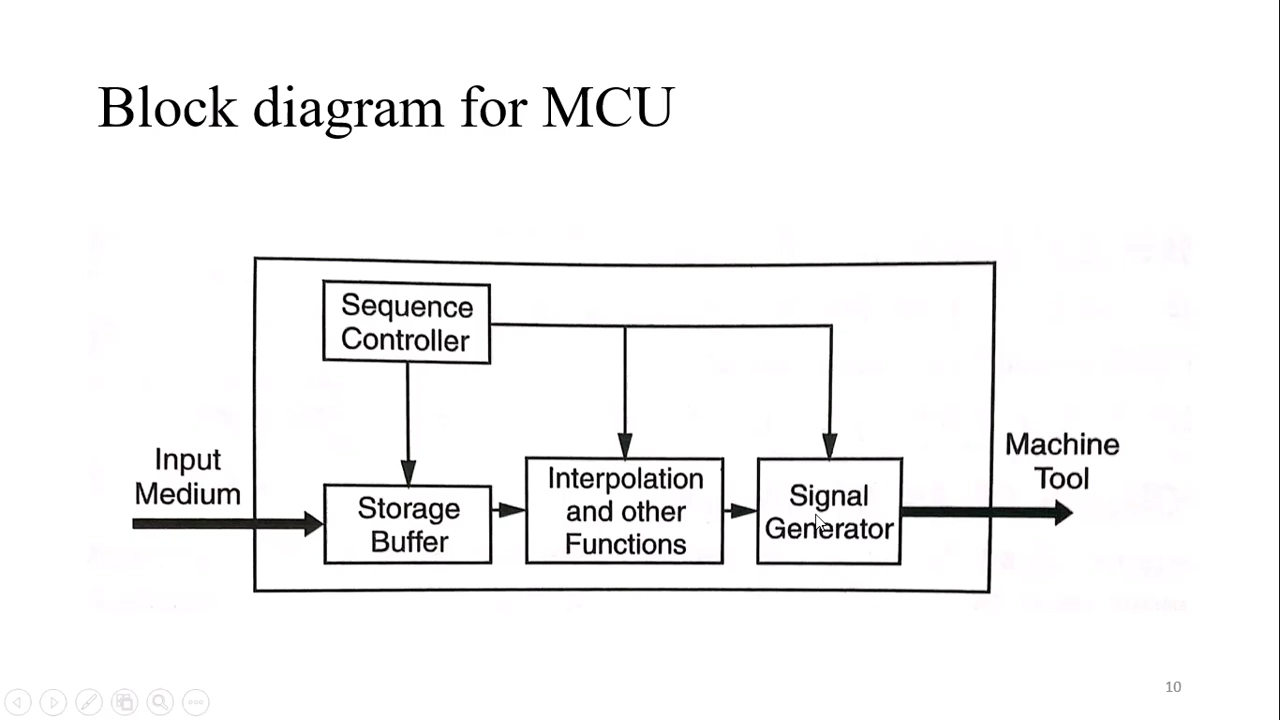 Block diagram for MCU
Sequence
Controller
Input
Medium
Storage
Buffer
Interpolation
and other
Functions
Signal
Generator
Machine
Tool
10